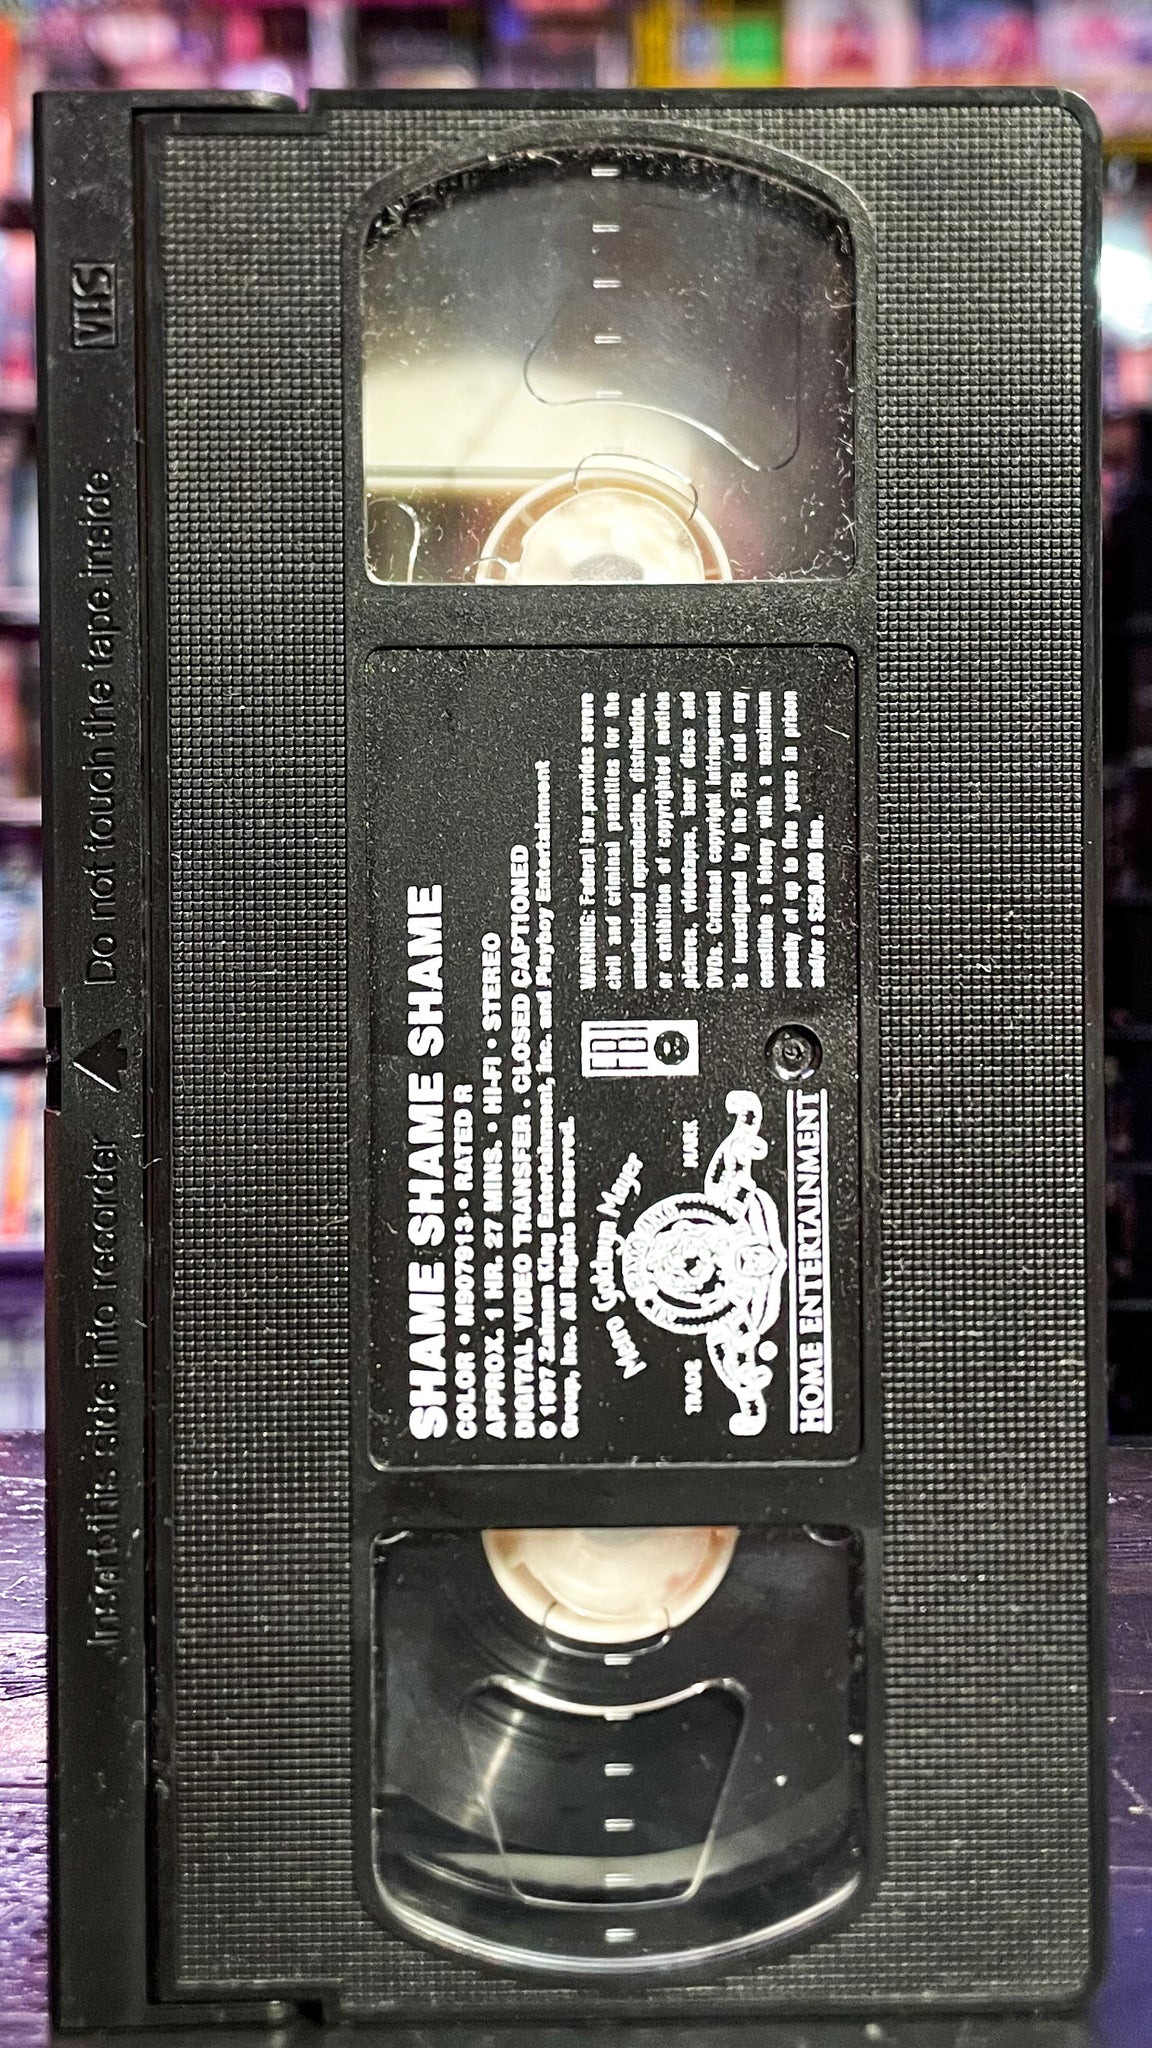 VHS
Insert this side into recorder
Do not touch the tape inside
SHAME SHAME SHAME
COLOR • MS07913 • RATED R
APPROX. 1 HR. 27 MINS. • HI-FI • STEREO
DIGITAL VIDEO TRANSFER • CLOSED CAPTIONED
© 1997 Zalman King Entertainment, Inc. and Playboy Entertainment
Group, Inc. All Rights Reserved.
Metro Goldwyn Mayer
TRADE MARK
®
HOME ENTERTAINMENT
FBI
WARNING: Federal law provides severe
civil and criminal penalties for the
unauthorized reproduction, distribution,
or exhibition of copyrighted motion
pictures, videotapes, laser discs and
DVDs. Criminal copyright infringement
is investigated by the FBI and may
constitute a felony with a maximum
penalty of up to five years in prison
and/or a $250,000 fine.